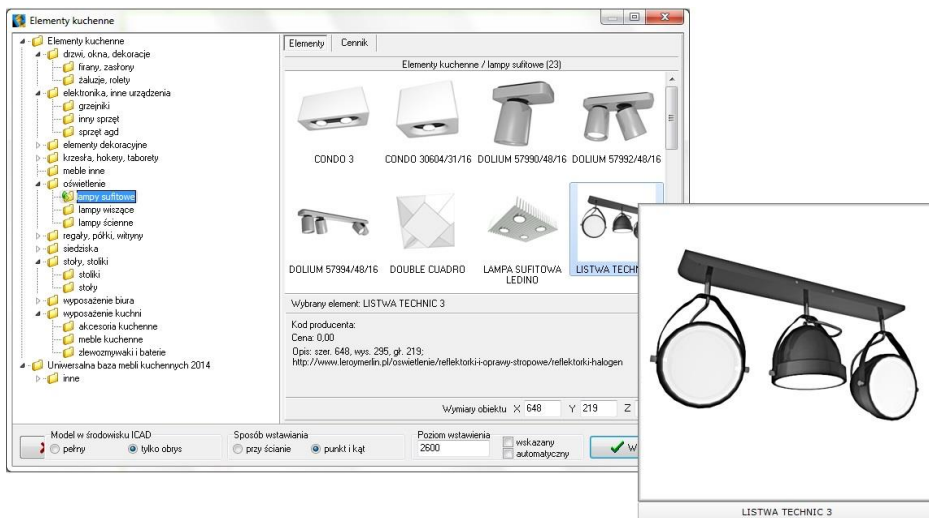 Elementy kuchenne
Elementy kuchenne
drzwi, okna, dekoracje
firany, zasłony
żaluzje, rolety
elektronika, inne urządzenia
grzejniki
inny sprzęt
sprzęt agd
elementy dekoracyjne
krzesła, hokery, taborety
meble inne
oświetlenie
lampy sufitowe
lampy wiszące
lampy ścienne
regały, półki, witryny
siedziska
stoły, stoliki
stoliki
stoły
wyposażenie biura
wyposażenie kuchni
akcesoria kuchenne
meble kuchenne
zlewozmywaki i baterie
Uniwersalna baza mebli kuchennych 2014
inne
Elementy Cennik
Elementy kuchenne / lampy sufitowe (23)
CONDO 3 CONDO 30604/31/16 DOLIUM 57990/48/16 DOLIUM 57992/48/16
DOLIUM 57994/48/16 DOUBLE CUADRO LAMPA SUFITOWA LISTWA TECHN
LEDINO
Wybrany element: LISTWA TECHNIC 3
Kod producenta:
Cena: 0,00
Opis: szer. 648, wys. 295, gł. 219;
http://www.leroymerlin.pl/oswietlenie/reflektorki-i-oprawy-stropowe/reflektorki-halogen
Wymiary obiektu X 648 Y 219 Z
Model w środowisku ICAD Sposób wstawiania Poziom wstawienia
pełny tylko obrys przy ścianie punkt i kąt 2600 wskazany
automatyczny
W
LISTWA TECHNIC 3